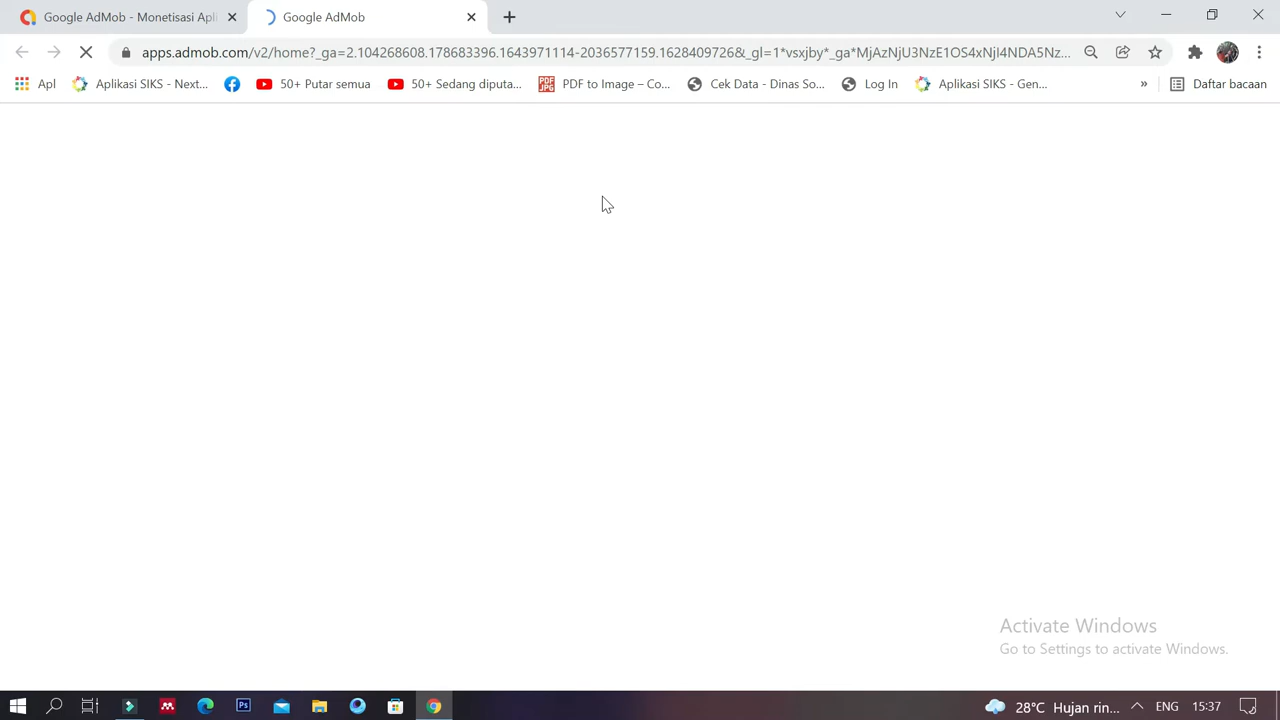 Google AdMob - Monetisasi Apli
Google AdMob
apps.admob.com/v2/home?_ga=2.104268608.178683396.1643971114-2036577159.1628409726&_gl=1*vsxjby*_ga*MjAzNjU3NzE1OS4xNjI4NDA5Nz...
Apl
Aplikasi SIKS - Next...
50+ Putar semua
50+ Sedang diputa...
PDF to Image – Co...
Cek Data - Dinas So...
Log In
Aplikasi SIKS - Gen...
»
Daftar bacaan
Activate Windows
Go to Settings to activate Windows.
28°C Hujan rin...
ENG
15:37